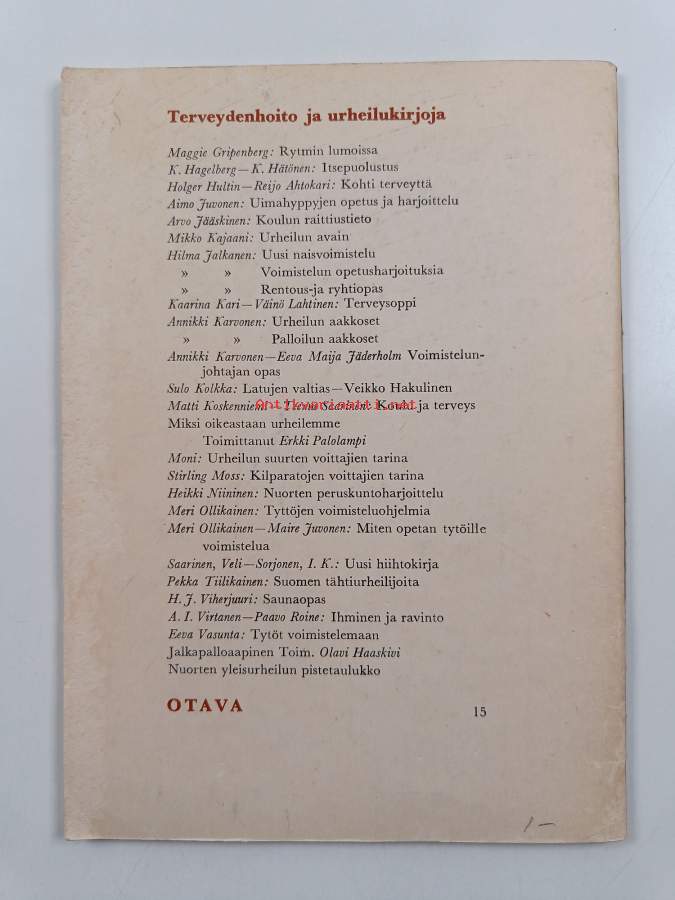 Terveydenhoito ja urheilukirjoja
Maggie Gripenberg: Rytmin lumoissa
K. Hagelberg—K. Hätönen: Itsepuolustus
Holger Hultin—Reijo Ahtokari: Kohti terveyttä
Aimo Juvonen: Uimahyppyjen opetus ja harjoittelu
Arvo Jääskinen: Koulun raittiustieto
Mikko Kajaani: Urheilun avain
Hilma Jalkanen: Uusi naisvoimistelu
» » Voimistelun opetusharjoituksia
» » Rentous-ja ryhtiopas
Kaarina Kari—Väinö Lahtinen: Terveysoppi
Annikki Karvonen: Urheilun aakkoset
» » Palloilun aakkoset
Annikki Karvonen—Eeva Maija Jäderholm Voimistelun-
johtajan opas
Sulo Kolkka: Latujen valtias—Veikko Hakulinen
Matti Koskenniemi—Saarinen: Koulu ja terveys
Antikvariaatti.net
Miksi oikeastaan urheilemme
Toimittanut Erkki Palolampi
Moni: Urheilun suurten voittajien tarina
Stirling Moss: Kilparatojen voittajien tarina
Heikki Niininen: Nuorten peruskuntoharjoittelu
Meri Ollikainen: Tyttöjen voimisteluohjelmia
Meri Ollikainen—Maire Juvonen: Miten opetan tytöille
voimistelua
Saarinen, Veli—Sorjonen, I. K.: Uusi hiihtokirja
Pekka Tiilikainen: Suomen tähtiurheilijoita
H. J. Viherjuuri: Saunaopas
A. I. Virtanen—Paavo Roine: Ihminen ja ravinto
Eeva Vasunta: Tytöt voimistelemaan
Jalkapalloaapinen Toim. Olavi Haaskivi
Nuorten yleisurheilun pistetaulukko
OTAVA
15
1—